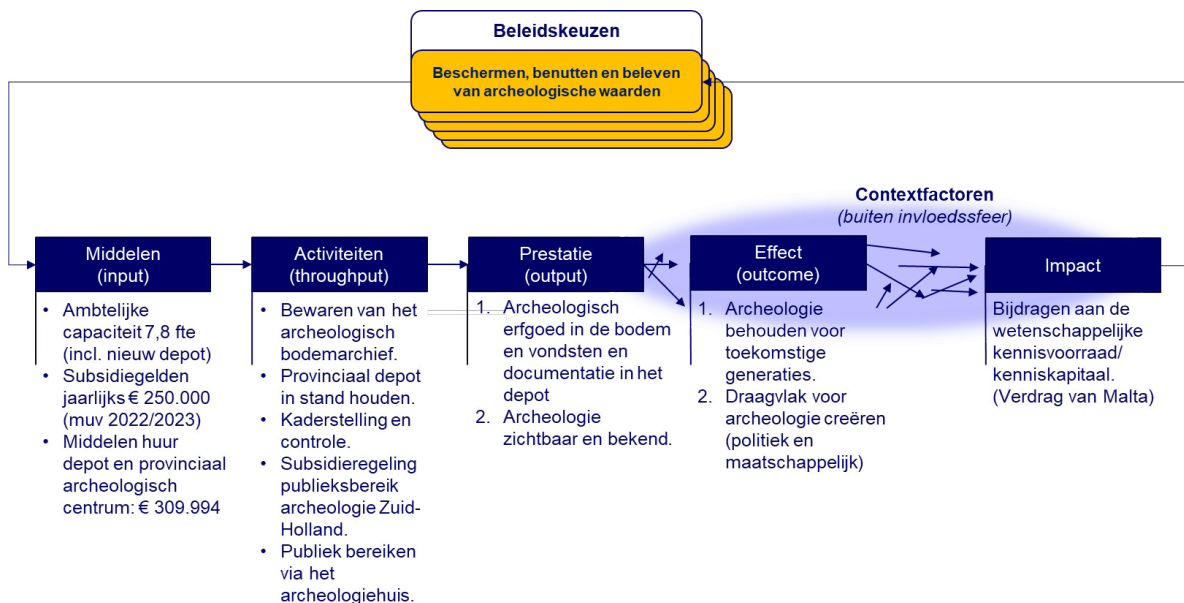 Beleidskeuzen
Beschermen, benutten en beleven
van archeologische waarden
Contextfactoren
(buiten invloedssfeer)
Middelen
(input)
• Ambtelijke
capaciteit 7,8 fte
(incl. nieuw depot)
• Subsidiegelden
jaarlijks € 250.000
(muv 2022/2023)
• Middelen huur
depot en provinciaal
archeologisch
centrum: € 309.994
Activiteiten
(throughput)
• Bewaren van het
archeologisch
bodemarchief.
• Provinciaal depot
in stand houden.
• Kaderstelling en
controle.
• Subsidieregeling
publieksbereik
archeologie Zuid-
Holland.
• Publiek bereiken
via het
archeologiehuis.
Prestatie
(output)
1. Archeologisch
erfgoed in de bodem
en vondsten en
documentatie in het
depot
2. Archeologie
zichtbaar en bekend.
Effect
(outcome)
1. Archeologie
behouden voor
toekomstige
generaties.
2. Draagvlak voor
archeologie creëren
(politiek en
maatschappelijk)
Impact
Bijdragen aan de
wetenschappelijke
kennisvoorraad/
kenniskapitaal.
(Verdrag van Malta)